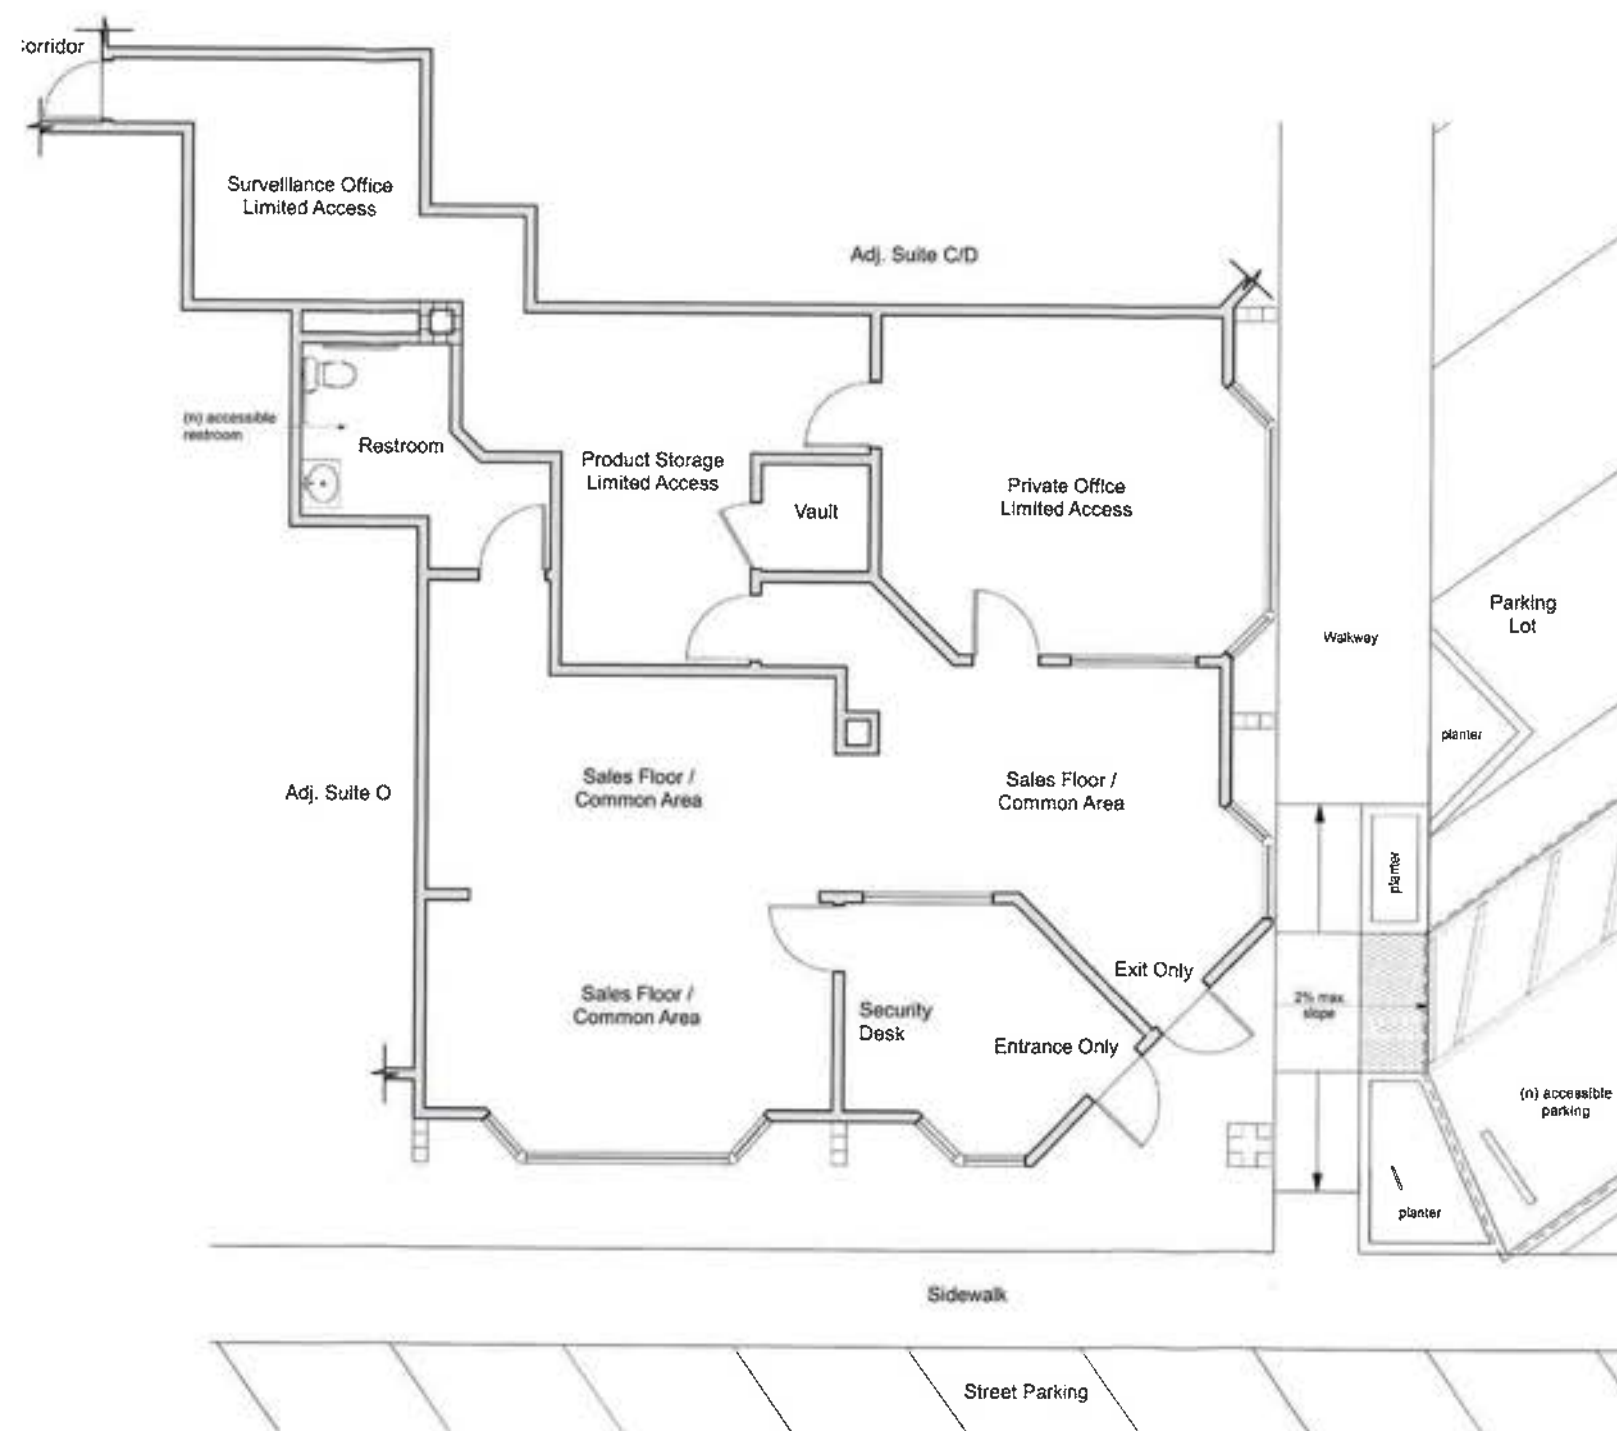 orridor
Surveillance Office
Limited Access
Adj. Suite C/D
(n) accessible
restroom
Restroom
Product Storage
Limited Access
Vault
Private Office
Limited Access
Parking
Lot
Walkway
planter
Adj. Suite O
Sales Floor /
Common Area
Sales Floor /
Common Area
planter
Exit Only
Sales Floor /
Common Area
Security
Desk
Entrance Only
2% max.
slope
(n) accessible
parking
planter
Sidewalk
Street Parking